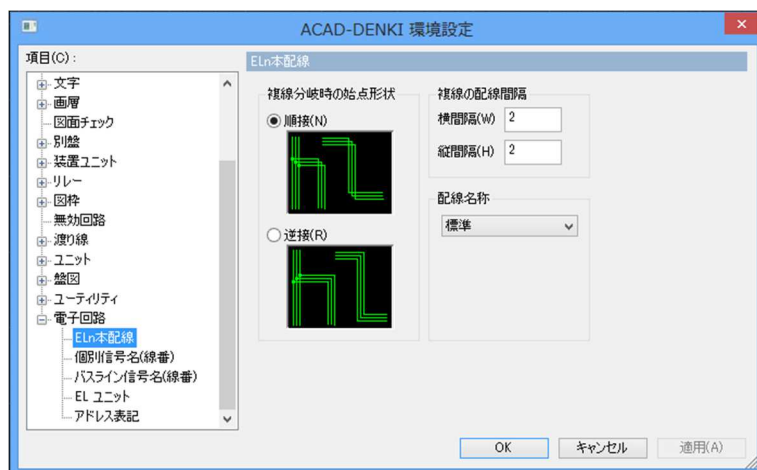 ACAD-DENKI 環境設定
項目(C):
文字
画層
図面チェック
別盤
装置ユニット
リレー
図枠
無効回路
渡り線
ユニット
盤図
ユーティリティ
電子回路
ELn本配線
個別信号名(線番)
バスライン信号名(線番)
EL ユニット
アドレス表記
ELn本配線
複線分岐時の始点形状
順接(N)
逆接(R)
複線の配線間隔
横間隔(W) 2
縦間隔(H) 2
配線名称
標準
OK キャンセル 適用(A)